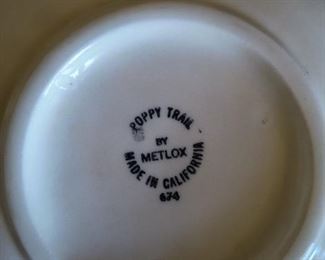 POPPY TRAIL
BY
METLOX
MADE IN CALIFORNIA
674